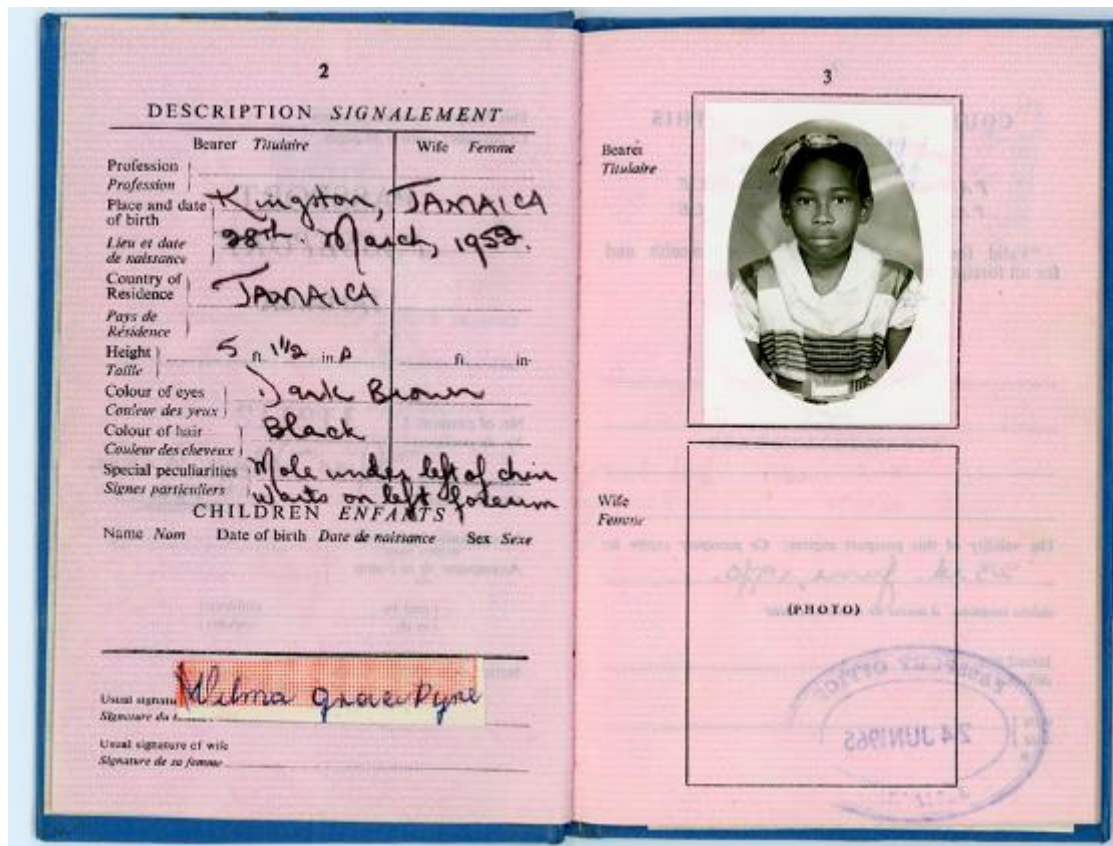 2
DESCRIPTION SIGNALEMENT
Bearer Titulaire Wife Femme
Profession
Profession
Place and date of birth Kingston, JAMAICA
Lieu et date de naissance 28th. March, 1952.
Country of Residence JAMAICA
Pays de Résidence
Height 5 ft. 1½ in. ft. in.
Taille
Colour of eyes Dark Brown
Couleur des yeux
Colour of hair Black
Couleur des cheveux
Special peculiarities Mole under left of chin
Signes particuliers Warts on left forearm
CHILDREN ENFANTS
Name Nom Date of birth Date de naissance Sex Sexe
Usual signature Wilma
Signature du
Usual signature of wife
Signature de sa femme
3
Bearer
Titulaire
Wife
Femme
(PHOTO)
PASSPORT OFFICE
24 JUN 1965